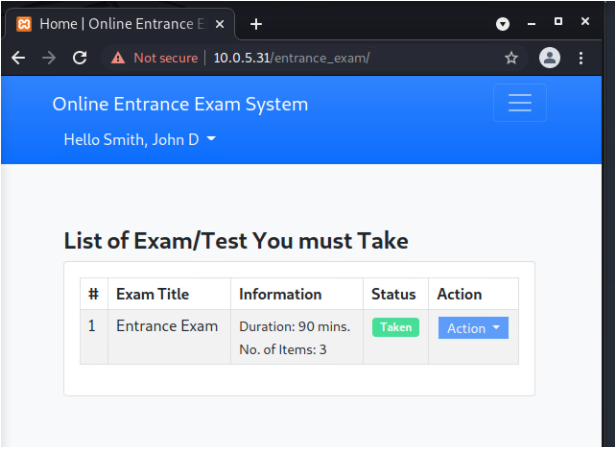 Home | Online Entrance E
Not secure | 10.0.5.31/entrance_exam/
Online Entrance Exam System
Hello Smith, John D
List of Exam/Test You must Take
# Exam Title Information Status Action
1 Entrance Exam Duration: 90 mins. Taken Action
No. of Items: 3